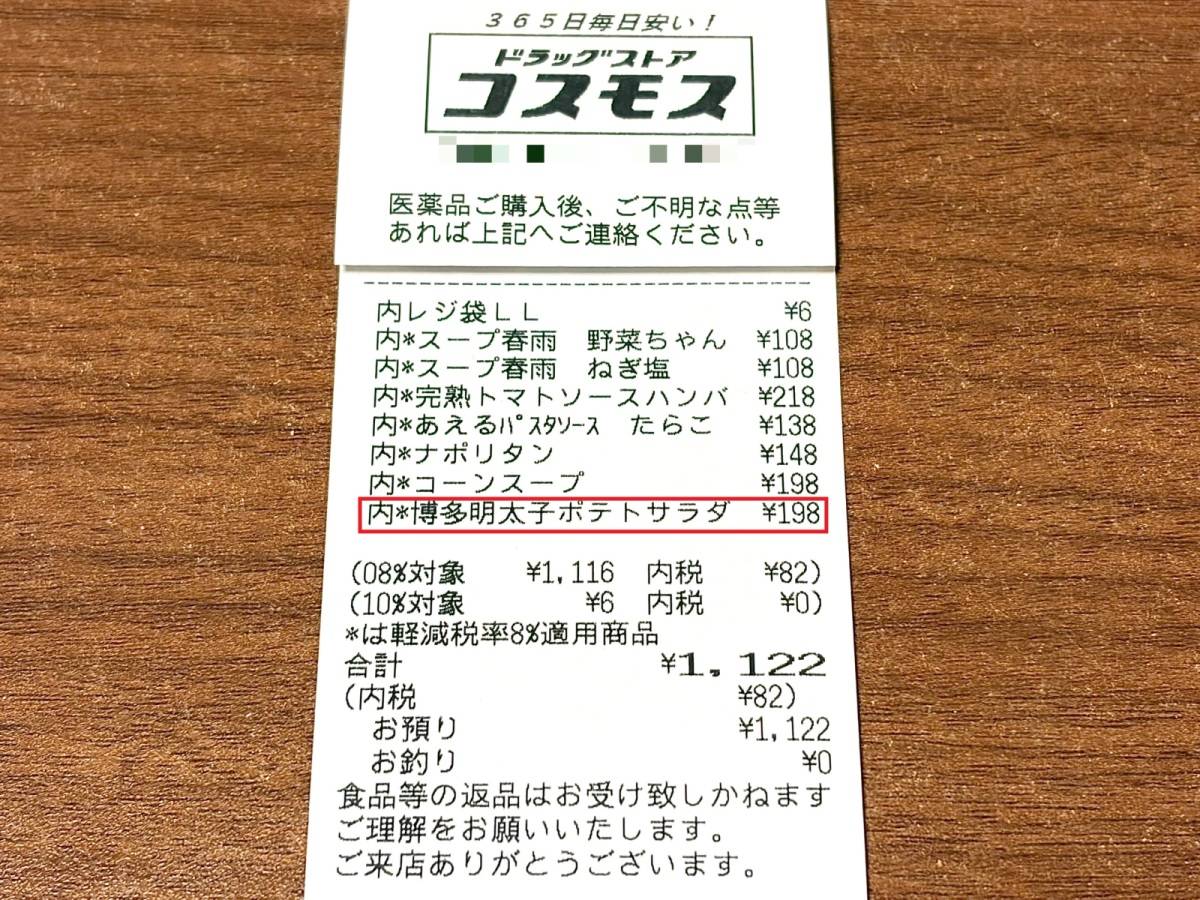 365日毎日安い！
ドラッグストア
コスモス
医薬品ご購入後、ご不明な点等
あれば上記へご連絡ください。
内レジ袋LL ¥6
内*スープ春雨 野菜ちゃん ¥108
内*スープ春雨 ねぎ塩 ¥108
内*完熟トマトソースハンバ ¥218
内*あえるﾊﾟｽﾀｿｰｽ たらこ ¥138
内*ナポリタン ¥148
内*コーンスープ ¥198
内*博多明太子ポテトサラダ ¥198
(08%対象 ¥1,116 内税 ¥82)
(10%対象 ¥6 内税 ¥0)
*は軽減税率8%適用商品
合計 ¥1,122
(内税 ¥82)
お預り ¥1,122
お釣り ¥0
食品等の返品はお受け致しかねます
ご理解をお願いいたします。
ご来店ありがとうございます。